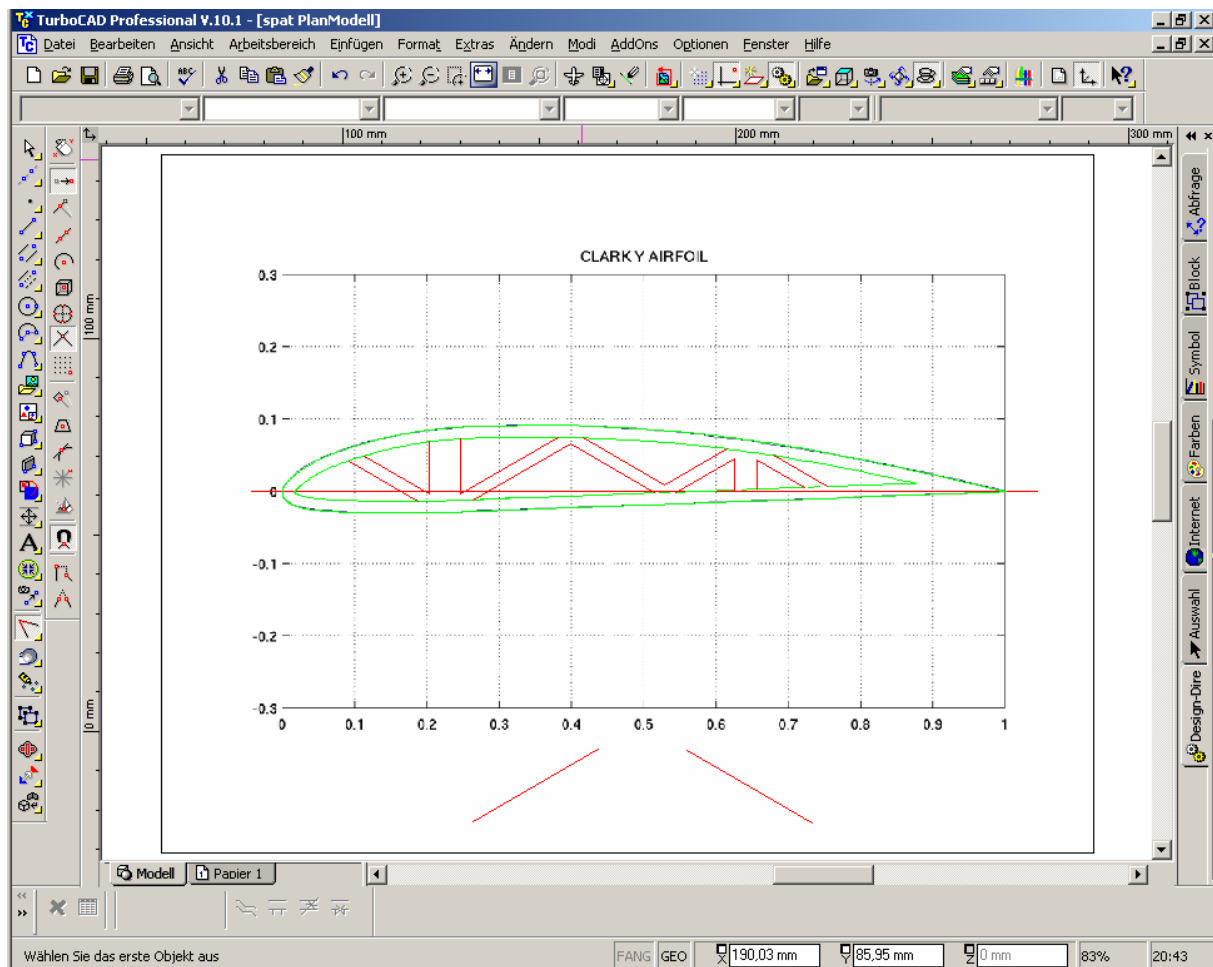 TurboCAD Professional V.10.1 - [spat PlanModell]
Datei Bearbeiten Ansicht Arbeitsbereich Einfügen Format Extras Ändern Modi AddOns Optionen Fenster Hilfe
100 mm 200 mm 300 mm
100 mm
0 mm
CLARK Y AIRFOIL
0.3
0.2
0.1
0
-0.1
-0.2
-0.3
0 0.1 0.2 0.3 0.4 0.5 0.6 0.7 0.8 0.9 1
Abfrage
Block
Symbol
Farben
Internet
Auswahl
Design-Dire
Modell Papier 1
Wählen Sie das erste Objekt aus FANG GEO X 190,03 mm Y 85,95 mm Z 0 mm 83% 20:43